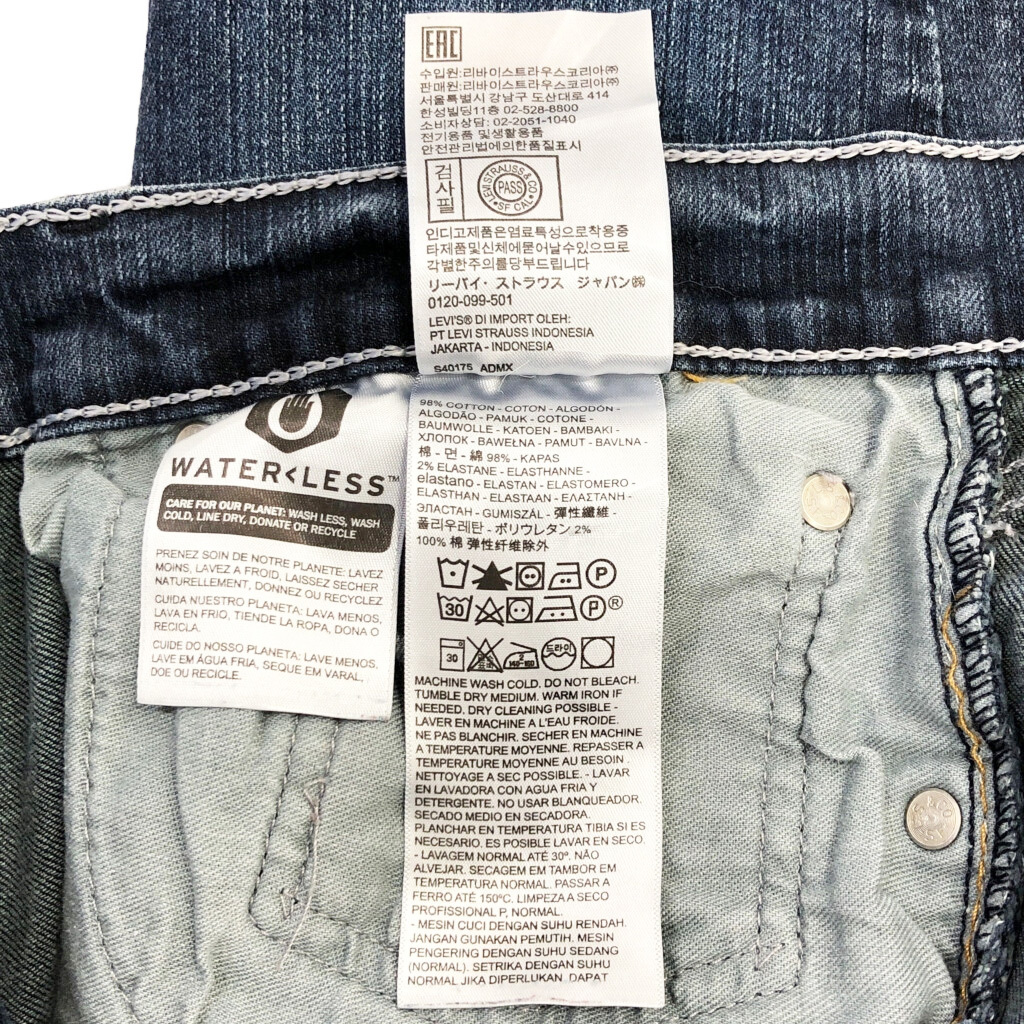 EAC
수입원:리바이스트라우스코리아㈜
판매원:리바이스트라우스코리아㈜
서울특별시 강남구 도산대로 414
한성빌딩11층 02-528-8800
소비자상담: 02-2051-1040
전기용품 및생활용품
안전관리법에의한품질표시
검사필
LEVI STRAUSS & CO
PASS
SF CAL
인디고제품은염료특성으로착용중
타제품및신체에묻어날수있으므로
각별한주의를당부드립니다
リーバイ・ストラウス ジャパン㈱
0120-099-501
LEVI'S® DI IMPORT OLEH:
PT LEVI STRAUSS INDONESIA
JAKARTA - INDONESIA
S40175 ADMX
WATER<LESS™
CARE FOR OUR PLANET: WASH LESS, WASH
COLD, LINE DRY, DONATE OR RECYCLE
PRENEZ SOIN DE NOTRE PLANETE: LAVEZ
MOINS, LAVEZ A FROID, LAISSEZ SECHER
NATURELLEMENT, DONNEZ OU RECYCLEZ
CUIDA NUESTRO PLANETA: LAVA MENOS,
LAVA EN FRIO, TIENDE LA ROPA, DONA O
RECICLA.
CUIDE DO NOSSO PLANETA: LAVE MENOS,
LAVE EM ÁGUA FRIA, SEQUE EM VARAL,
DOE OU RECICLE.
98% COTTON - COTON - ALGODÓN -
ALGODÃO - PAMUK - COTONE -
BAUMWOLLE - KATOEN - BAMBAKI -
ХЛОПОК - BAWEŁNA - PAMUT - BAVLNA -
棉 - 면 - 綿 98% - KAPAS
2% ELASTANE - ELASTHANNE -
elastano - ELASTAN - ELASTOMERO -
ELASTHAN - ELASTAAN - ΕΛΑΣΤΑΝΗ -
ЭЛАСТАН - GUMISZÁL - 彈性纖維 -
폴리우레탄 - ポリウレタン 2%
100% 棉 弹性纤维除外
P
30 P ®
30 140-160 드라이
MACHINE WASH COLD. DO NOT BLEACH.
TUMBLE DRY MEDIUM. WARM IRON IF
NEEDED. DRY CLEANING POSSIBLE -
LAVER EN MACHINE A L'EAU FROIDE.
NE PAS BLANCHIR. SECHER EN MACHINE
A TEMPERATURE MOYENNE. REPASSER A
TEMPERATURE MOYENNE AU BESOIN .
NETTOYAGE A SEC POSSIBLE. - LAVAR
EN LAVADORA CON AGUA FRIA Y
DETERGENTE. NO USAR BLANQUEADOR.
SECADO MEDIO EN SECADORA.
PLANCHAR EN TEMPERATURA TIBIA SI ES
NECESARIO. ES POSIBLE LAVAR EN SECO.
- LAVAGEM NORMAL ATÉ 30º. NÃO
ALVEJAR. SECAGEM EM TAMBOR EM
TEMPERATURA NORMAL. PASSAR A
FERRO ATÉ 150ºC. LIMPEZA A SECO
PROFISSIONAL P, NORMAL.
- MESIN CUCI DENGAN SUHU RENDAH.
JANGAN GUNAKAN PEMUTIH. MESIN
PENGERING DENGAN SUHU SEDANG
(NORMAL). SETRIKA DENGAN SUHU
NORMAL JIKA DIPERLUKAN. DAPAT